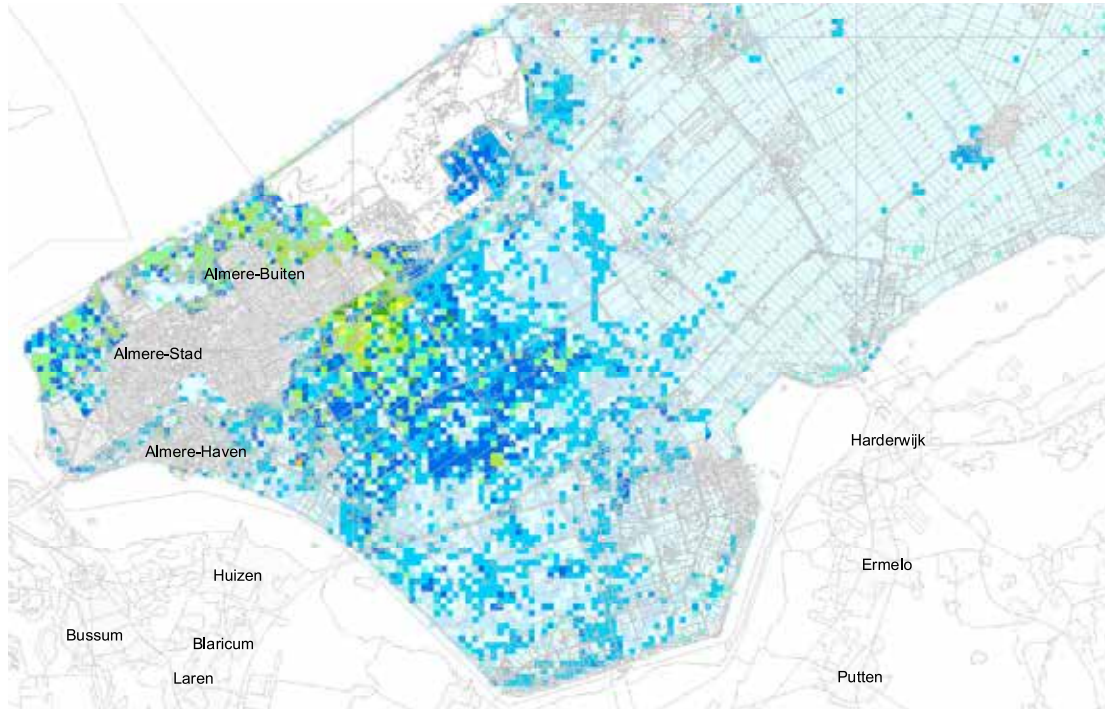 Almere-Buiten
Almere-Stad
Harderwijk
Almere-Haven
Ermelo
Huizen
Bussum
Blaricum
Laren
Putten